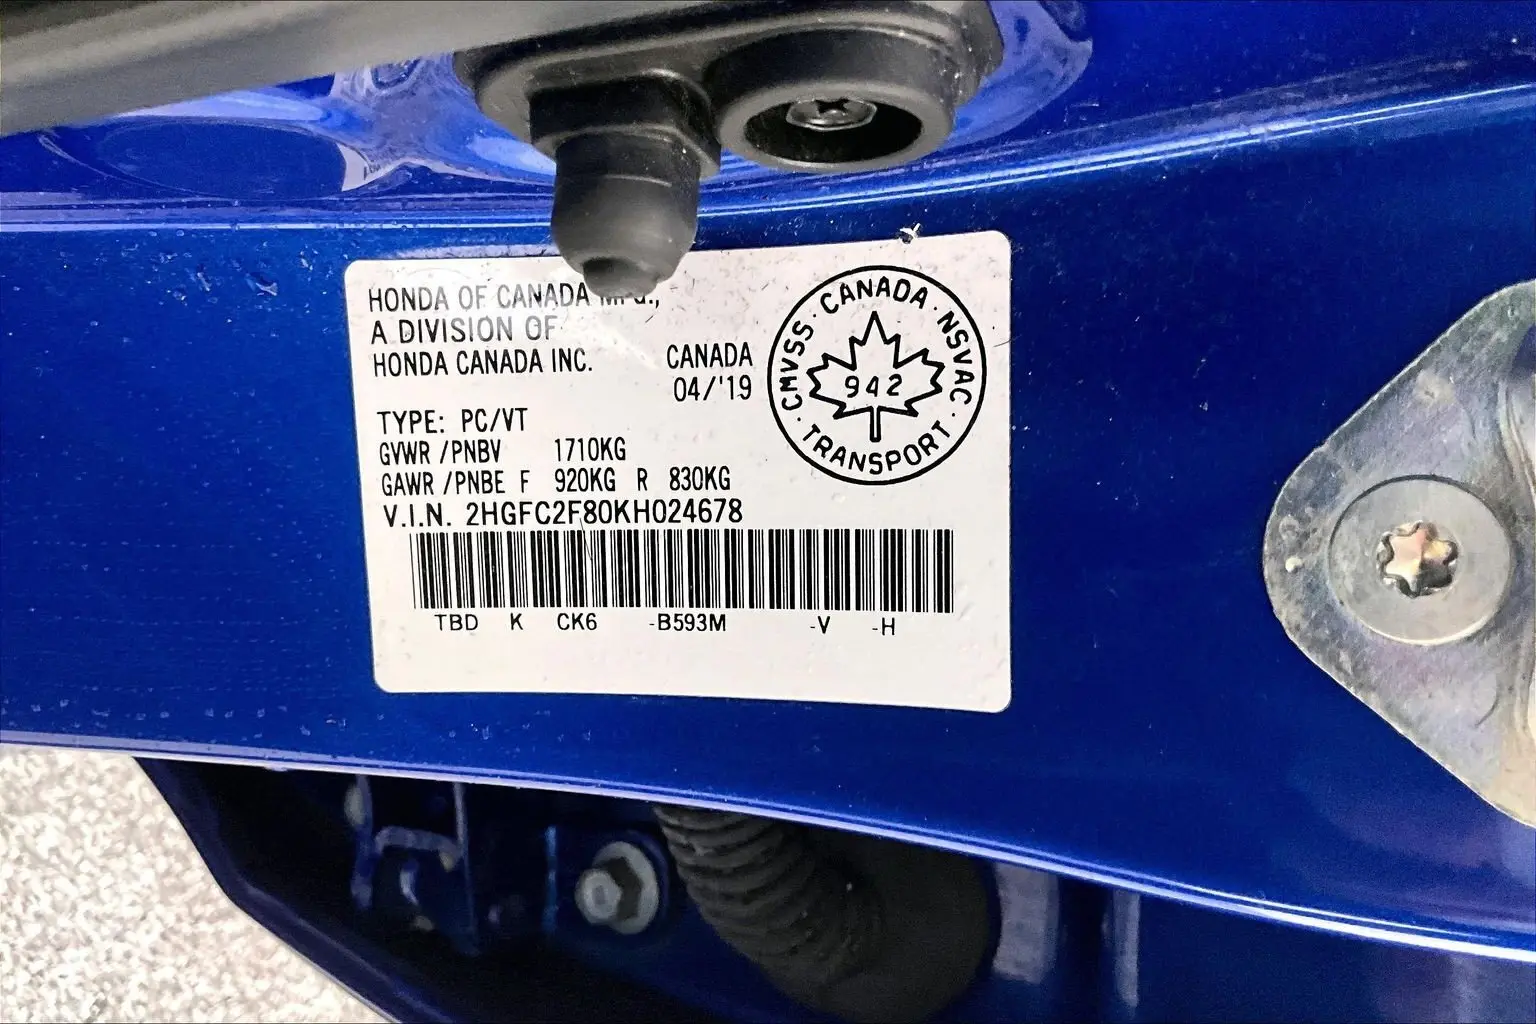 HONDA OF CANADA
A DIVISION OF
HONDA CANADA INC.
CANADA
04/'19
CMVSS · CANADA · NSVAC · TRANSPORT ·
942
TYPE: PC/VT
GVWR /PNBV 1710KG
GAWR /PNBE F 920KG R 830KG
V.I.N. 2HGFC2F80KH024678
TBD K CK6 -B593M -V -H